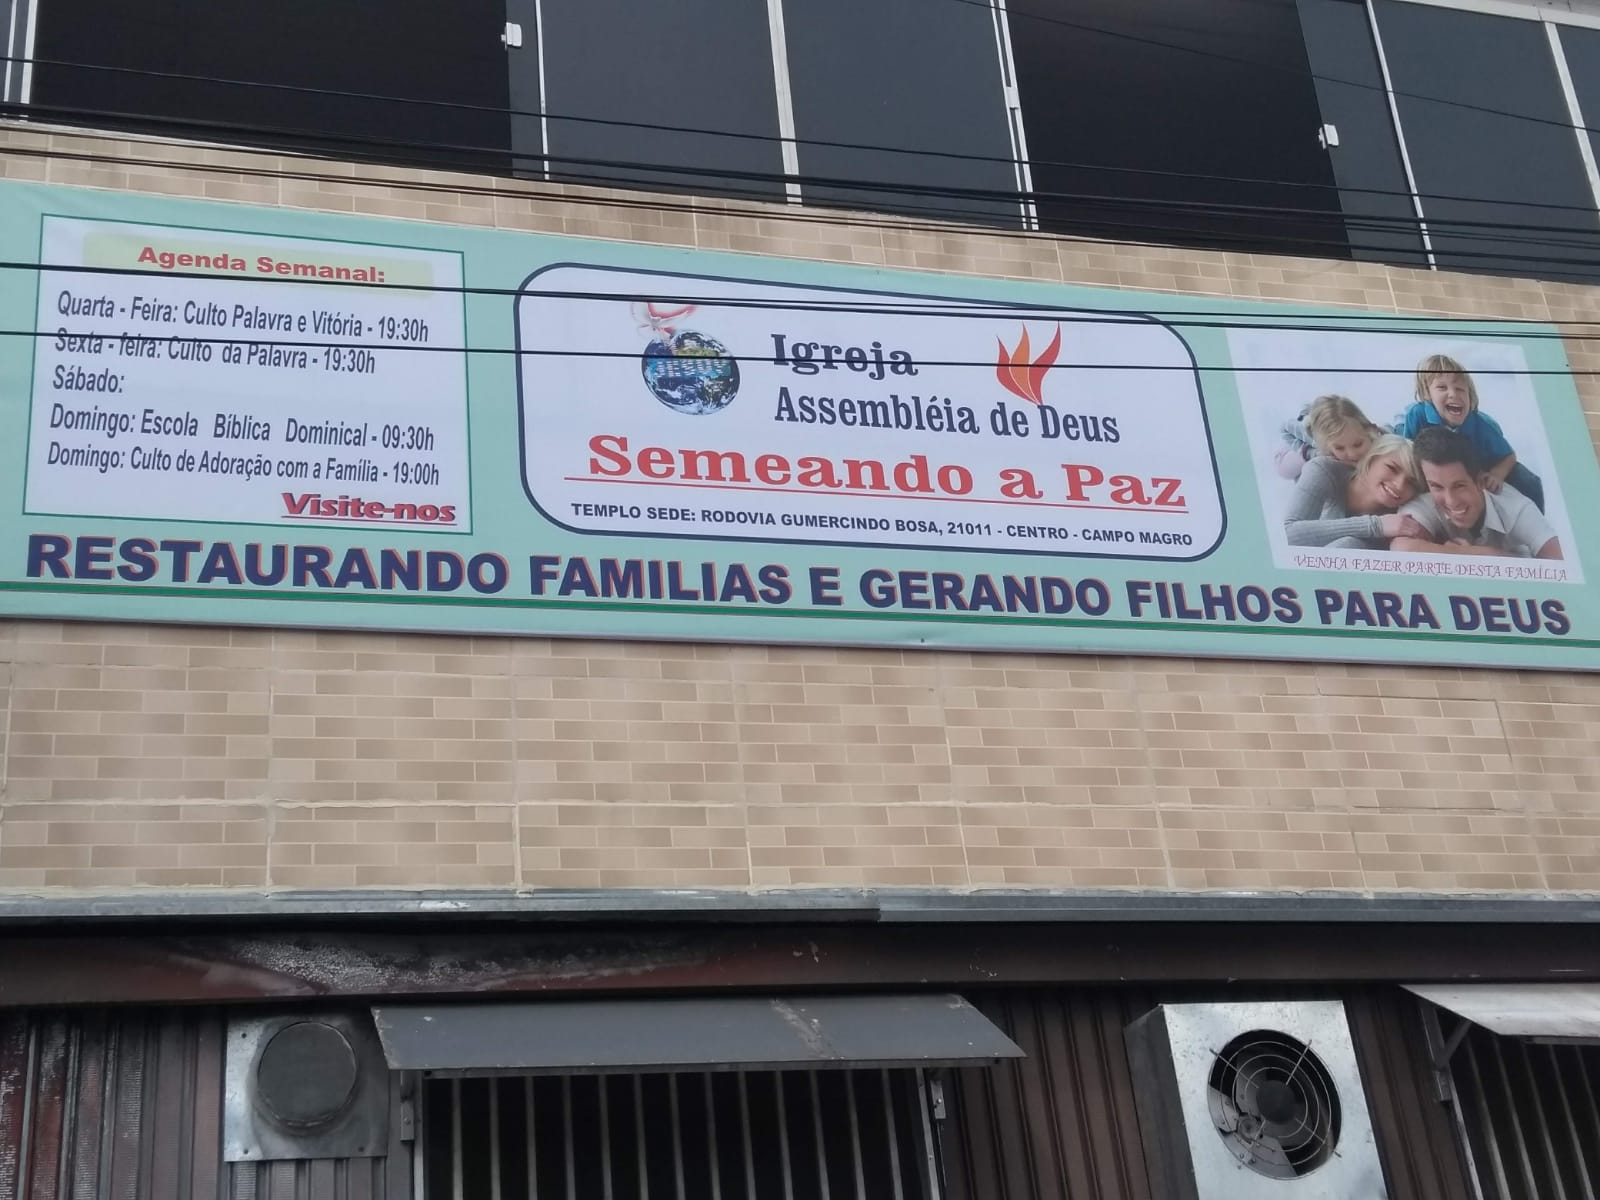 Agenda Semanal:
Quarta - Feira: Culto Palavra e Vitória - 19:30h
Sexta - feira: Culto da Palavra - 19:30h
Sábado:
Domingo: Escola Bíblica Dominical - 09:30h
Domingo: Culto de Adoração com a Família - 19:00h
Visite-nos
JESUS
Igreja
Assembléia de Deus
Semeando a Paz
TEMPLO SEDE: RODOVIA GUMERCINDO BOSA, 21011 - CENTRO - CAMPO MAGRO
VENHA FAZER PARTE DESTA FAMÍLIA
RESTAURANDO FAMILIAS E GERANDO FILHOS PARA DEUS